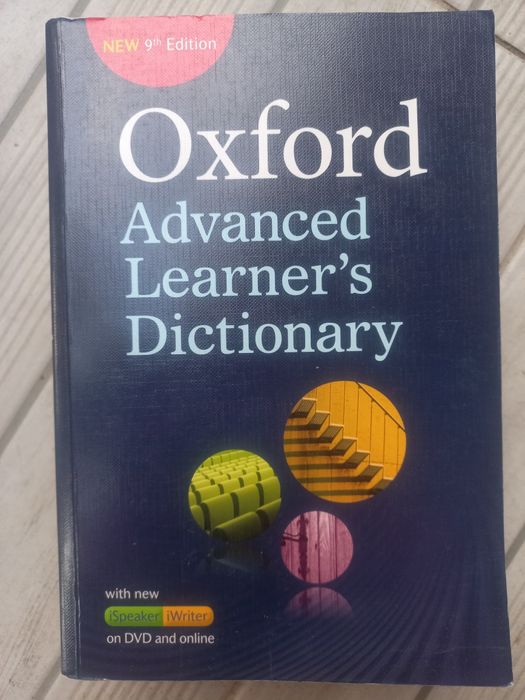 NEW 9th Edition
Oxford
Advanced
Learner's
Dictionary
with new
iSpeaker iWriter
on DVD and online